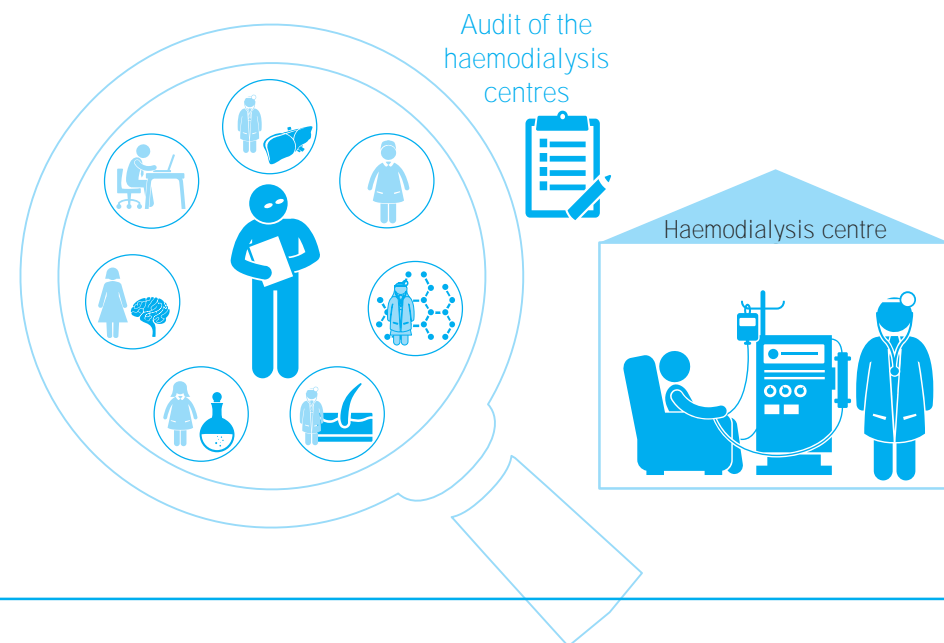 Audit of the
haemodialysis
centres
Haemodialysis centre